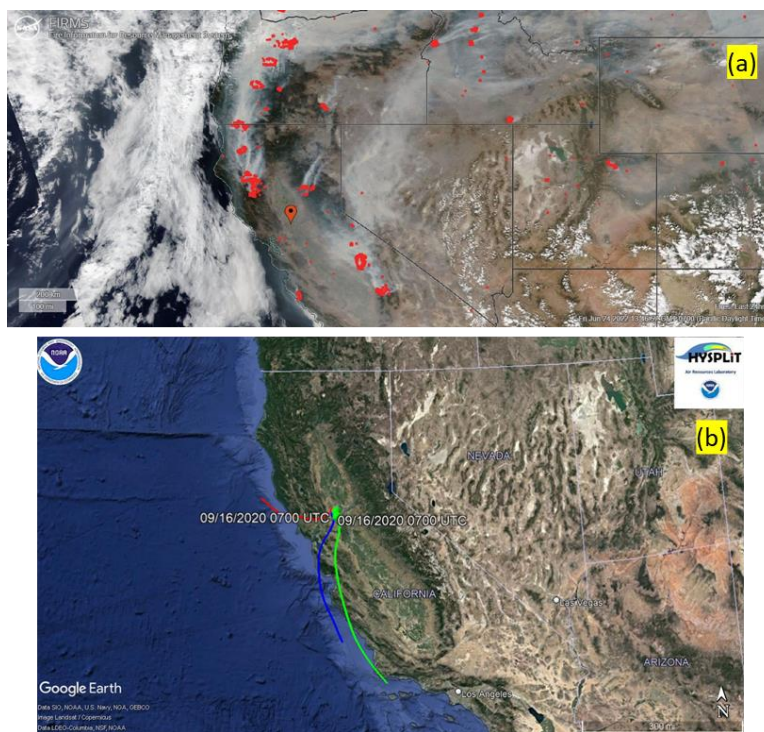 NASA
FIRMS
Fire Information for Resource Management System
(a)
NOAA
HYSPLIT
Air Resources Laboratory
(b)
NEVADA
UTAH
09/16/2020 0700 UTC
09/16/2020 0700 UTC
CALIFORNIA
Las Vegas
ARIZONA
Los Angeles
Google Earth
Data SIO, NOAA, U.S. Navy, NGA, GEBCO
Image Landsat / Copernicus
Data LDEO-Columbia, NSF, NOAA
N